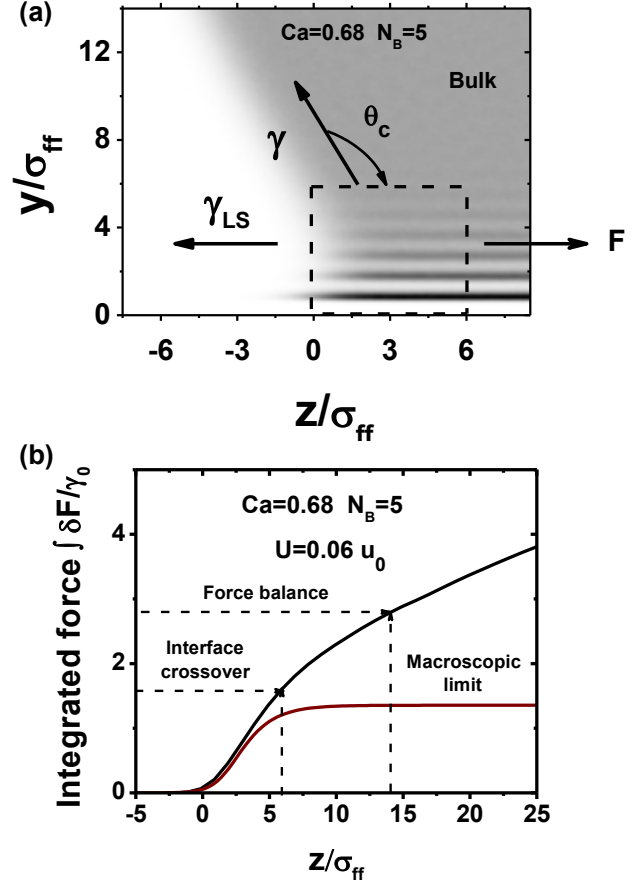 (a)
Ca=0.68 N_B=5
Bulk
θ_c
γ
γ_LS
F
12
8
4
0
y/σ_ff
-6 -3 0 3 6
z/σ_ff
(b)
Ca=0.68 N_B=5
U=0.06 u_0
Force balance
Interface
crossover
Macroscopic
limit
4
2
0
Integrated force ∫ δF/γ_0
-5 0 5 10 15 20 25
z/σ_ff